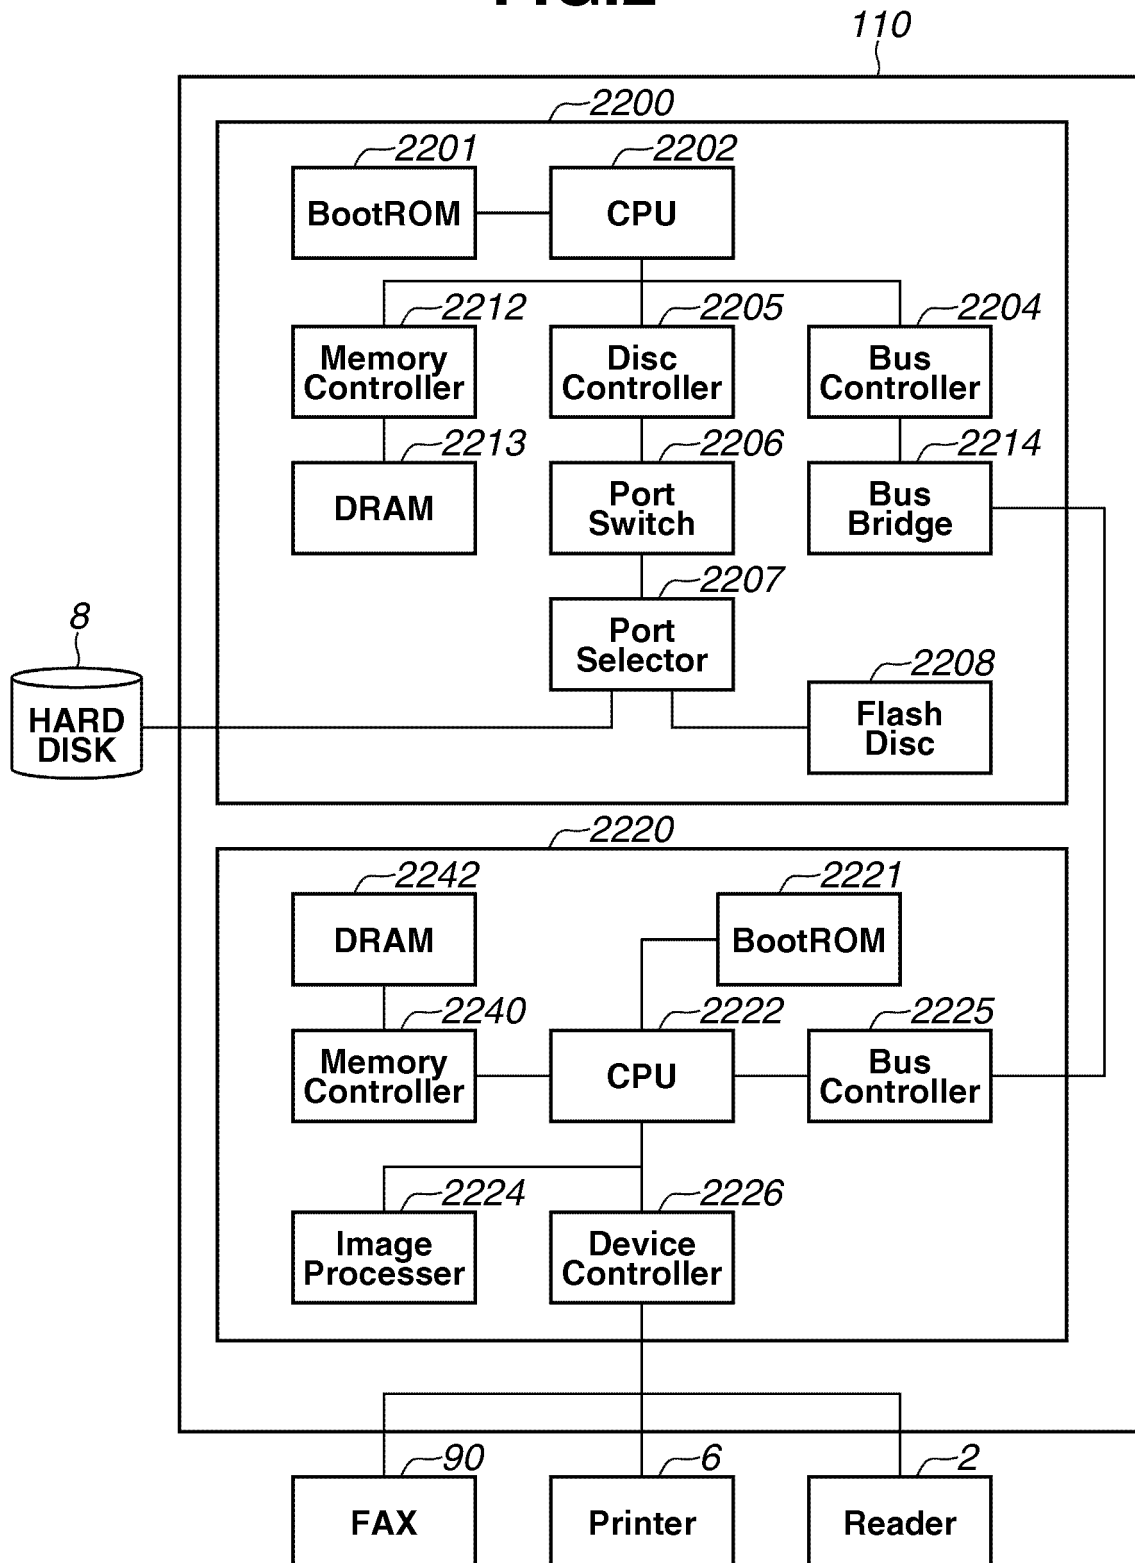 FIG.2
110
2200
2201
2202
BootROM
CPU
2212
2205
2204
Memory
Controller
Disc
Controller
Bus
Controller
2213
2206
2214
DRAM
Port
Switch
Bus
Bridge
2207
Port
Selector
8
HARD
DISK
2208
Flash
Disc
2220
2242
2221
DRAM
BootROM
2240
2222
2225
Memory
Controller
CPU
Bus
Controller
2224
2226
Image
Processer
Device
Controller
90
6
2
FAX
Printer
Reader